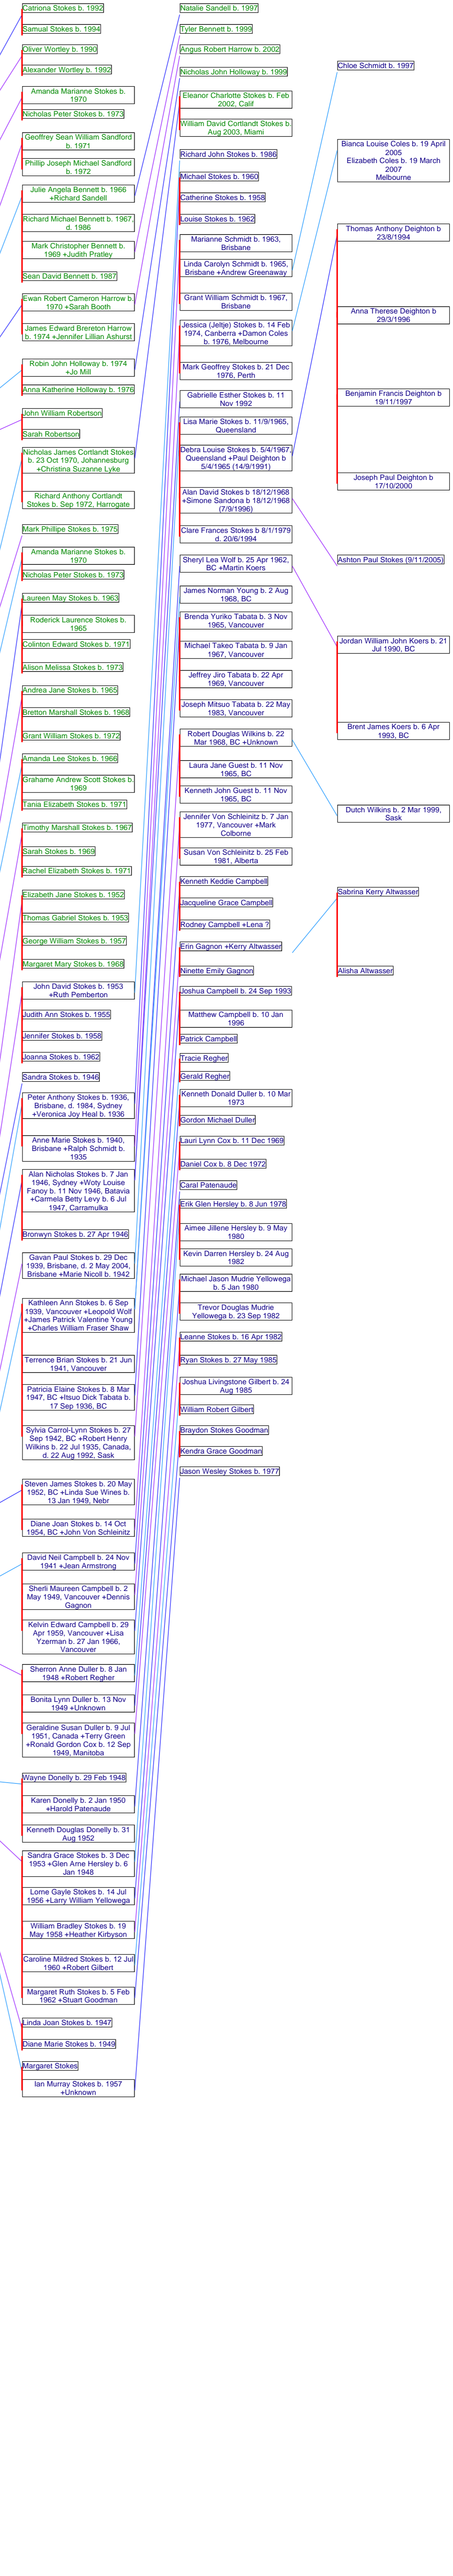 Catriona Stokes b. 1992
Samual Stokes b. 1994
Oliver Wortley b. 1990
Alexander Wortley b. 1992
Amanda Marianne Stokes b.
1970
Nicholas Peter Stokes b. 1973
Geoffrey Sean William Sandford
b. 1971
Phillip Joseph Michael Sandford
b. 1972
Julie Angela Bennett b. 1966
+Richard Sandell
Richard Michael Bennett b. 1967,
d. 1986
Mark Christopher Bennett b.
1969 +Judith Pratley
Sean David Bennett b. 1987
Ewan Robert Cameron Harrow b.
1970 +Sarah Booth
James Edward Brereton Harrow
b. 1974 +Jennifer Lillian Ashurst
Robin John Holloway b. 1974
+Jo Mill
Anna Katherine Holloway b. 1976
John William Robertson
Sarah Robertson
Nicholas James Cortlandt Stokes
b. 23 Oct 1970, Johannesburg
+Christina Suzanne Lyke
Richard Anthony Cortlandt
Stokes b. Sep 1972, Harrogate
Mark Phillipe Stokes b. 1975
Amanda Marianne Stokes b.
1970
Nicholas Peter Stokes b. 1973
Laureen May Stokes b. 1963
Roderick Laurence Stokes b.
1965
Colinton Edward Stokes b. 1971
Alison Melissa Stokes b. 1973
Andrea Jane Stokes b. 1965
Bretton Marshall Stokes b. 1968
Grant William Stokes b. 1972
Amanda Lee Stokes b. 1966
Grahame Andrew Scott Stokes b.
1969
Tania Elizabeth Stokes b. 1971
Timothy Marshall Stokes b. 1967
Sarah Stokes b. 1969
Rachel Elizabeth Stokes b. 1971
Elizabeth Jane Stokes b. 1952
Thomas Gabriel Stokes b. 1953
George William Stokes b. 1957
Margaret Mary Stokes b. 1968
John David Stokes b. 1953
+Ruth Pemberton
Judith Ann Stokes b. 1955
Jennifer Stokes b. 1958
Joanna Stokes b. 1962
Sandra Stokes b. 1946
Peter Anthony Stokes b. 1936,
Brisbane, d. 1984, Sydney
+Veronica Joy Heal b. 1936
Anne Marie Stokes b. 1940,
Brisbane +Ralph Schmidt b.
1935
Alan Nicholas Stokes b. 7 Jan
1946, Sydney +Woty Louise
Fanoy b. 11 Nov 1946, Batavia
+Carmela Betty Levy b. 6 Jul
1947, Carramulka
Bronwyn Stokes b. 27 Apr 1946
Gavan Paul Stokes b. 29 Dec
1939, Brisbane, d. 2 May 2004,
Brisbane +Marie Nicoll b. 1942
Kathleen Ann Stokes b. 6 Sep
1939, Vancouver +Leopold Wolf
+James Patrick Valentine Young
+Charles William Fraser Shaw
Terrence Brian Stokes b. 21 Jun
1941, Vancouver
Patricia Elaine Stokes b. 8 Mar
1947, BC +Itsuo Dick Tabata b.
17 Sep 1936, BC
Sylvia Carrol-Lynn Stokes b. 27
Sep 1942, BC +Robert Henry
Wilkins b. 22 Jul 1935, Canada,
d. 22 Aug 1992, Sask
Steven James Stokes b. 20 May
1952, BC +Linda Sue Wines b.
13 Jan 1949, Nebr
Diane Joan Stokes b. 14 Oct
1954, BC +John Von Schleinitz
David Neil Campbell b. 24 Nov
1941 +Jean Armstrong
Sherli Maureen Campbell b. 2
May 1949, Vancouver +Dennis
Gagnon
Kelvin Edward Campbell b. 29
Apr 1959, Vancouver +Lisa
Yzerman b. 27 Jan 1966,
Vancouver
Sherron Anne Duller b. 8 Jan
1948 +Robert Regher
Bonita Lynn Duller b. 13 Nov
1949 +Unknown
Geraldine Susan Duller b. 9 Jul
1951, Canada +Terry Green
+Ronald Gordon Cox b. 12 Sep
1949, Manitoba
Wayne Donelly b. 29 Feb 1948
Karen Donelly b. 2 Jan 1950
+Harold Patenaude
Kenneth Douglas Donelly b. 31
Aug 1952
Sandra Grace Stokes b. 3 Dec
1953 +Glen Arne Hersley b. 6
Jan 1948
Lorne Gayle Stokes b. 14 Jul
1956 +Larry William Yellowega
William Bradley Stokes b. 19
May 1958 +Heather Kirbyson
Caroline Mildred Stokes b. 12 Jul
1960 +Robert Gilbert
Margaret Ruth Stokes b. 5 Feb
1962 +Stuart Goodman
Linda Joan Stokes b. 1947
Diane Marie Stokes b. 1949
Margaret Stokes
Ian Murray Stokes b. 1957
+Unknown
Natalie Sandell b. 1997
Tyler Bennett b. 1999
Angus Robert Harrow b. 2002
Nicholas John Holloway b. 1999
Eleanor Charlotte Stokes b. Feb
2002, Calif
William David Cortlandt Stokes b.
Aug 2003, Miami
Richard John Stokes b. 1986
Michael Stokes b. 1960
Catherine Stokes b. 1958
Louise Stokes b. 1962
Marianne Schmidt b. 1963,
Brisbane
Linda Carolyn Schmidt b. 1965,
Brisbane +Andrew Greenaway
Grant William Schmidt b. 1967,
Brisbane
Jessica (Jeltje) Stokes b. 14 Feb
1974, Canberra +Damon Coles
b. 1976, Melbourne
Mark Geoffrey Stokes b. 21 Dec
1976, Perth
Gabrielle Esther Stokes b. 11
Nov 1992
Lisa Marie Stokes b. 11/9/1965,
Queensland
Debra Louise Stokes b. 5/4/1967,
Queensland +Paul Deighton b
5/4/1965 (14/9/1991)
Alan David Stokes b 18/12/1968
+Simone Sandona b 18/12/1968
(7/9/1996)
Clare Frances Stokes b 8/1/1979
d. 20/6/1994
Sheryl Lea Wolf b. 25 Apr 1962,
BC +Martin Koers
James Norman Young b. 2 Aug
1968, BC
Brenda Yuriko Tabata b. 3 Nov
1965, Vancouver
Michael Takeo Tabata b. 9 Jan
1967, Vancouver
Jeffrey Jiro Tabata b. 22 Apr
1969, Vancouver
Joseph Mitsuo Tabata b. 22 May
1983, Vancouver
Robert Douglas Wilkins b. 22
Mar 1968, BC +Unknown
Laura Jane Guest b. 11 Nov
1965, BC
Kenneth John Guest b. 11 Nov
1965, BC
Jennifer Von Schleinitz b. 7 Jan
1977, Vancouver +Mark
Colborne
Susan Von Schleinitz b. 25 Feb
1981, Alberta
Kenneth Keddie Campbell
Jacqueline Grace Campbell
Rodney Campbell +Lena ?
Erin Gagnon +Kerry Altwasser
Ninette Emily Gagnon
Joshua Campbell b. 24 Sep 1993
Matthew Campbell b. 10 Jan
1996
Patrick Campbell
Tracie Regher
Gerald Regher
Kenneth Donald Duller b. 10 Mar
1973
Gordon Michael Duller
Lauri Lynn Cox b. 11 Dec 1969
Daniel Cox b. 8 Dec 1972
Caral Patenaude
Erik Glen Hersley b. 8 Jun 1978
Aimee Jillene Hersley b. 9 May
1980
Kevin Darren Hersley b. 24 Aug
1982
Michael Jason Mudrie Yellowega
b. 5 Jan 1980
Trevor Douglas Mudrie
Yellowega b. 23 Sep 1982
Leanne Stokes b. 16 Apr 1982
Ryan Stokes b. 27 May 1985
Joshua Livingstone Gilbert b. 24
Aug 1985
William Robert Gilbert
Braydon Stokes Goodman
Kendra Grace Goodman
Jason Wesley Stokes b. 1977
Chloe Schmidt b. 1997
Bianca Louise Coles b. 19 April
2005
Elizabeth Coles b. 19 March
2007
Melbourne
Thomas Anthony Deighton b
23/8/1994
Anna Therese Deighton b
29/3/1996
Benjamin Francis Deighton b
19/11/1997
Joseph Paul Deighton b
17/10/2000
Ashton Paul Stokes (9/11/2005)
Jordan William John Koers b. 21
Jul 1990, BC
Brent James Koers b. 6 Apr
1993, BC
Dutch Wilkins b. 2 Mar 1999,
Sask
Sabrina Kerry Altwasser
Alisha Altwasser